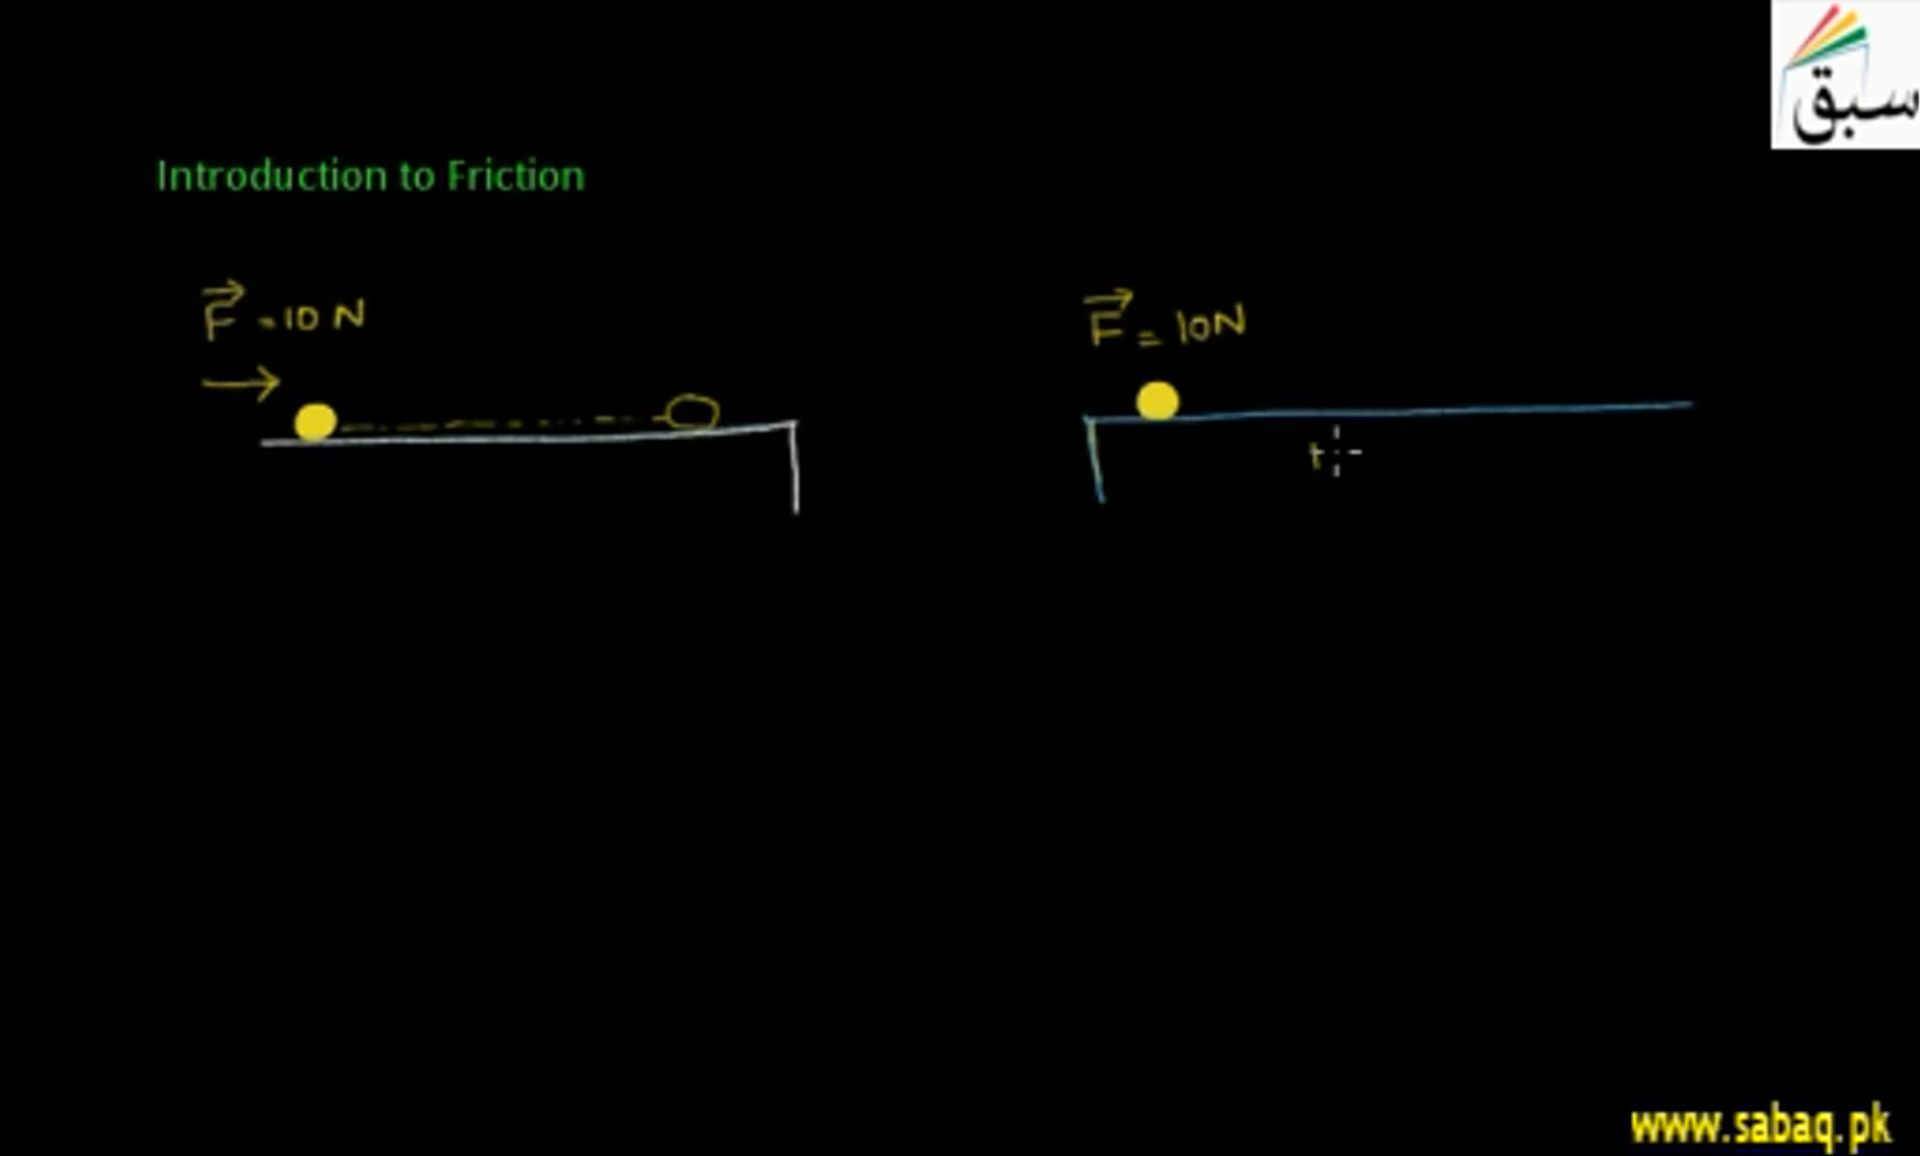 سبق
Introduction to Friction
F = 10 N
F = 10N
www.sabaq.pk